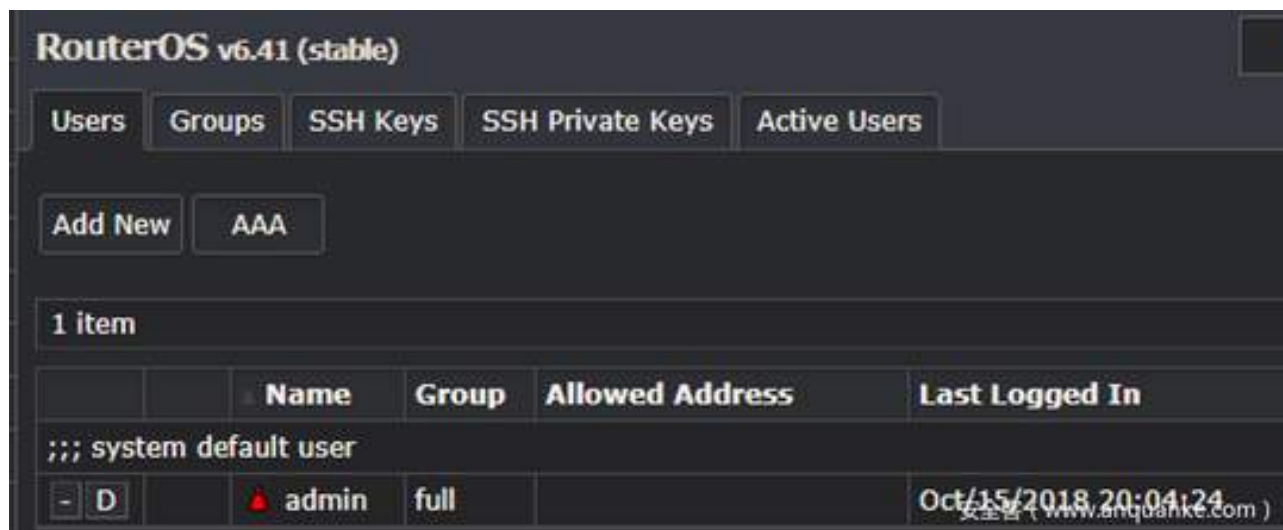 RouterOS v6.41 (stable)
Users Groups SSH Keys SSH Private Keys Active Users
Add New AAA
1 item
Name Group Allowed Address Last Logged In
;;; system default user
- D admin full Oct/15/2018 20:04:24
安全客 ( www.anquanke.com )